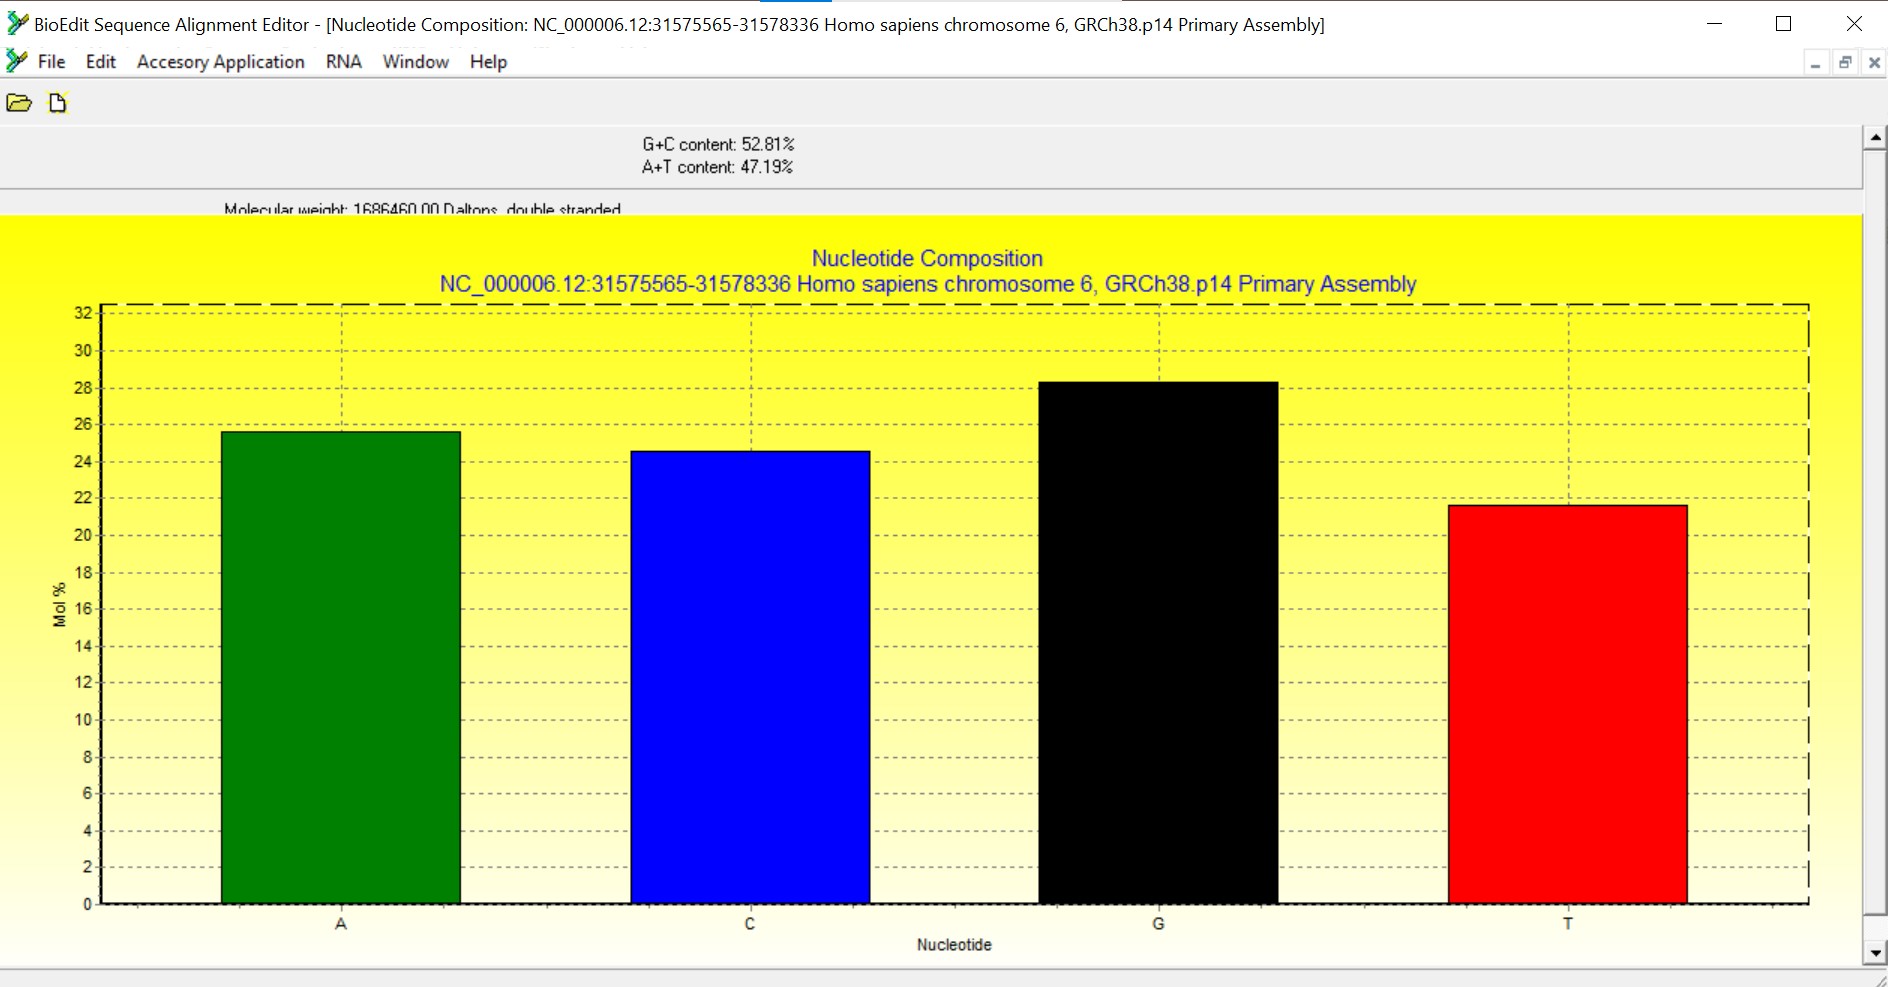 BioEdit Sequence Alignment Editor - [Nucleotide Composition: NC_000006.12:31575565-31578336 Homo sapiens chromosome 6, GRCh38.p14 Primary Assembly]
File Edit Accesory Application RNA Window Help
G+C content: 52.81%
A+T content: 47.19%
Molecular weight: 1686460.00 Daltons, double stranded
Nucleotide Composition
NC_000006.12:31575565-31578336 Homo sapiens chromosome 6, GRCh38.p14 Primary Assembly
32
30
28
26
24
22
20
18
16
14
12
10
8
6
4
2
0
Mol %
A C G T
Nucleotide